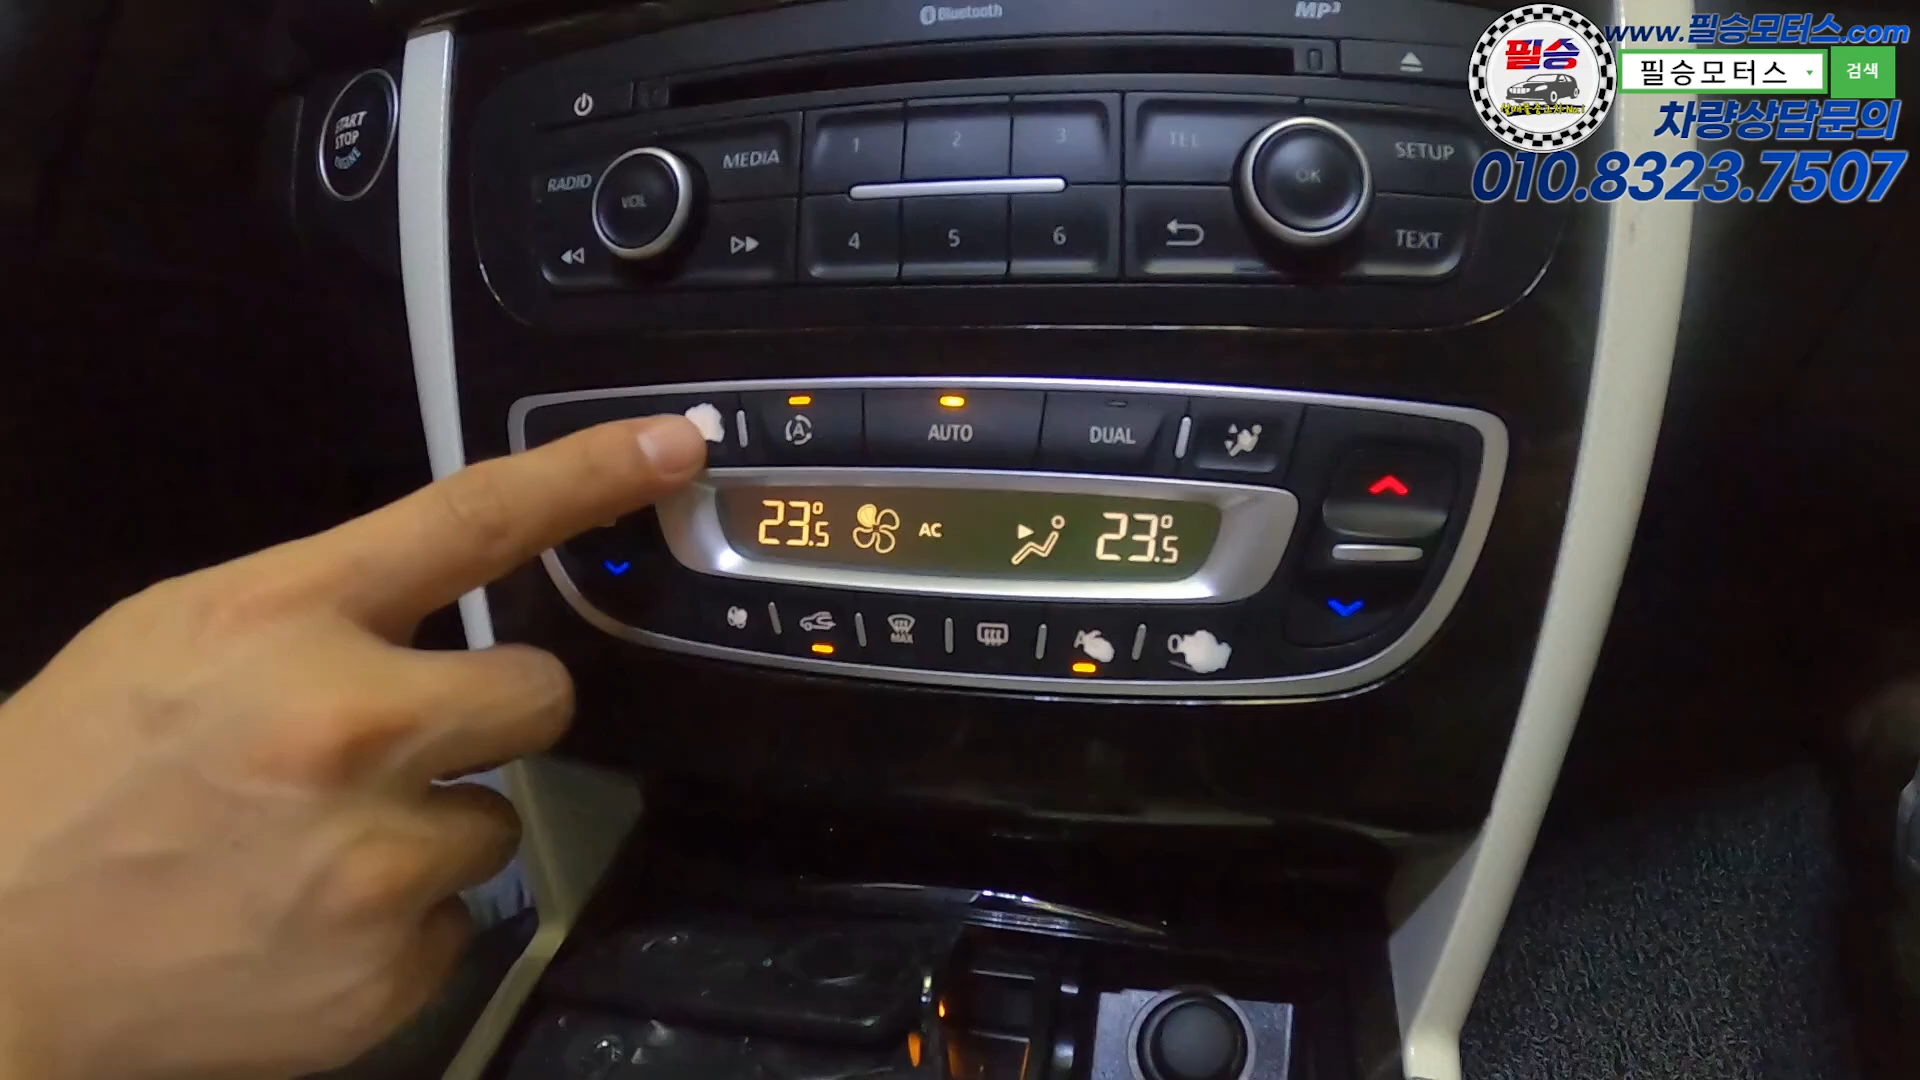 Bluetooth
MP3
www.필승모터스.com
필승
필승모터스
검색
차량상담문의
010.8323.7507
START
STOP
ENGINE
RADIO
MEDIA
VOL
1
2
3
4
5
6
TEL
OK
SETUP
TEXT
A
AUTO
DUAL
23.5
AC
23.5
MAX
A
O